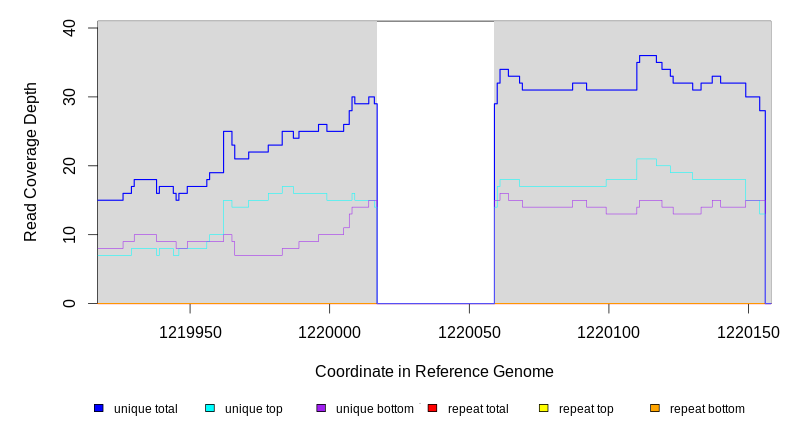 40
30
20
10
0
Read Coverage Depth
1219950 1220000 1220050 1220100 1220150
Coordinate in Reference Genome
unique total unique top unique bottom repeat total repeat top repeat bottom